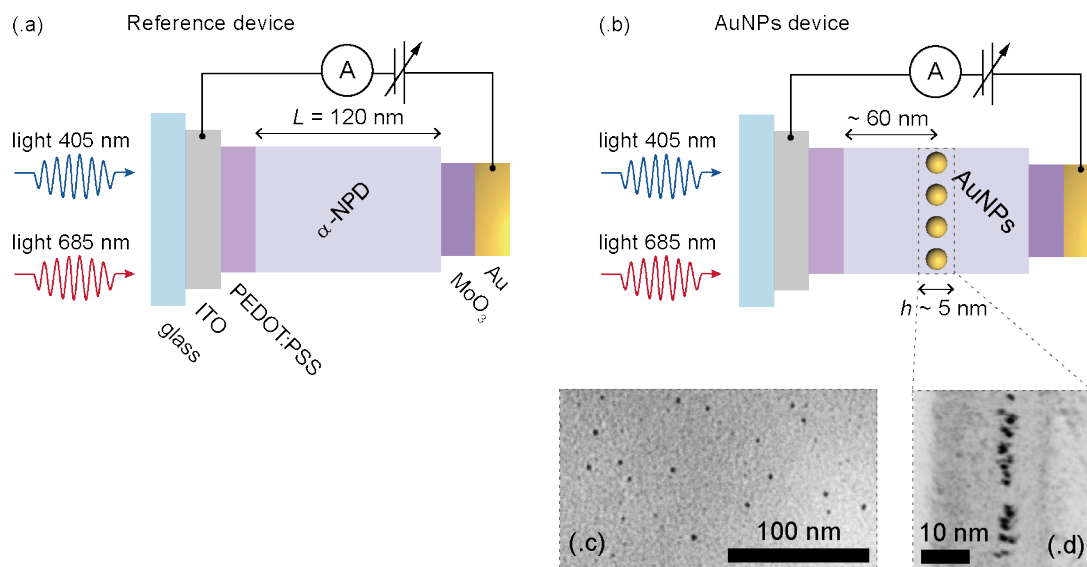 (.a) Reference device
A
L = 120 nm
light 405 nm
α-NPD
light 685 nm
glass
ITO
PEDOT:PSS
MoO3
Au
(.b) AuNPs device
A
~ 60 nm
light 405 nm
AuNPs
light 685 nm
h ~ 5 nm
(.c)
100 nm
10 nm
(.d)